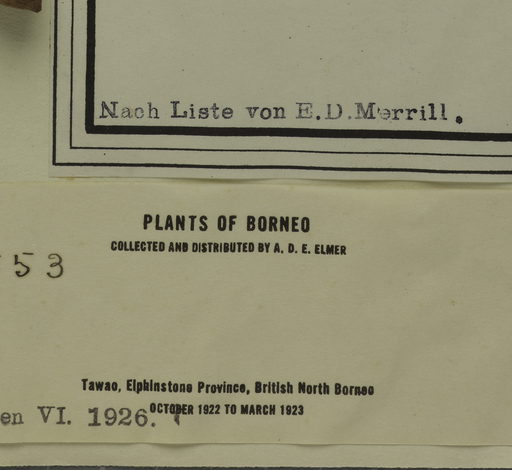 Nach Liste von E.D.Merrill.
PLANTS OF BORNEO
COLLECTED AND DISTRIBUTED BY A. D. E. ELMER
53
Tawao, Elphinstone Province, British North Borneo
OCTOBER 1922 TO MARCH 1923
en VI. 1926.